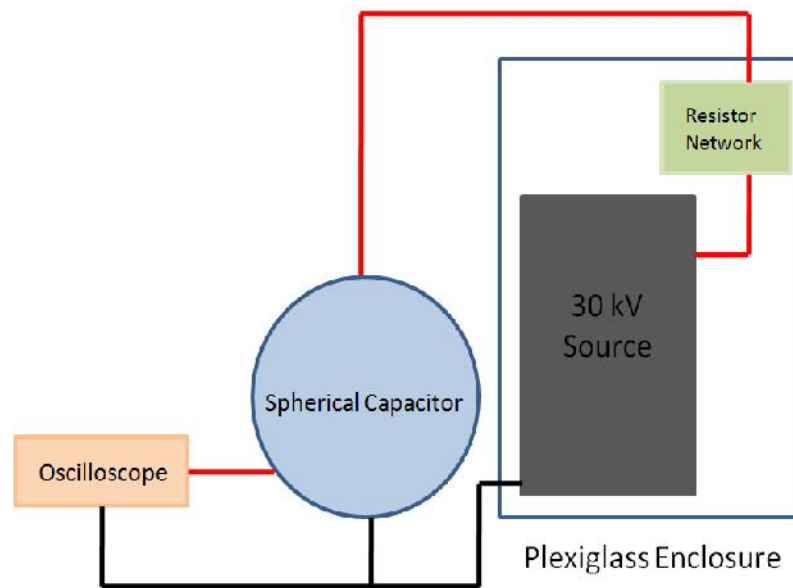 Resistor
Network
30 kV
Source
Spherical Capacitor
Oscilloscope
Plexiglass Enclosure